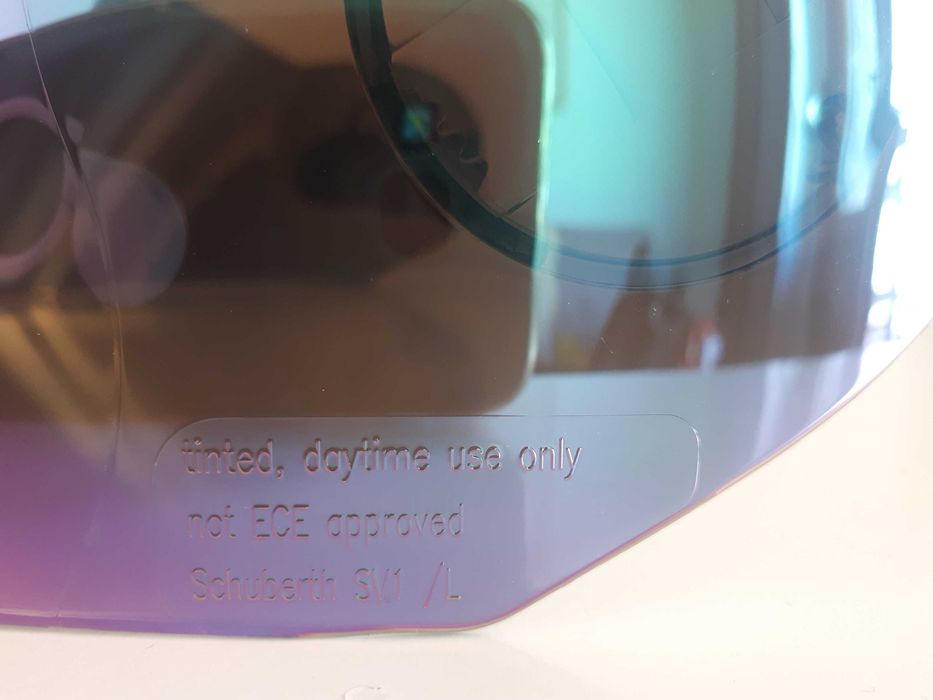 tinted, daytime use only
not ECE approved
Schuberth SV1 /L